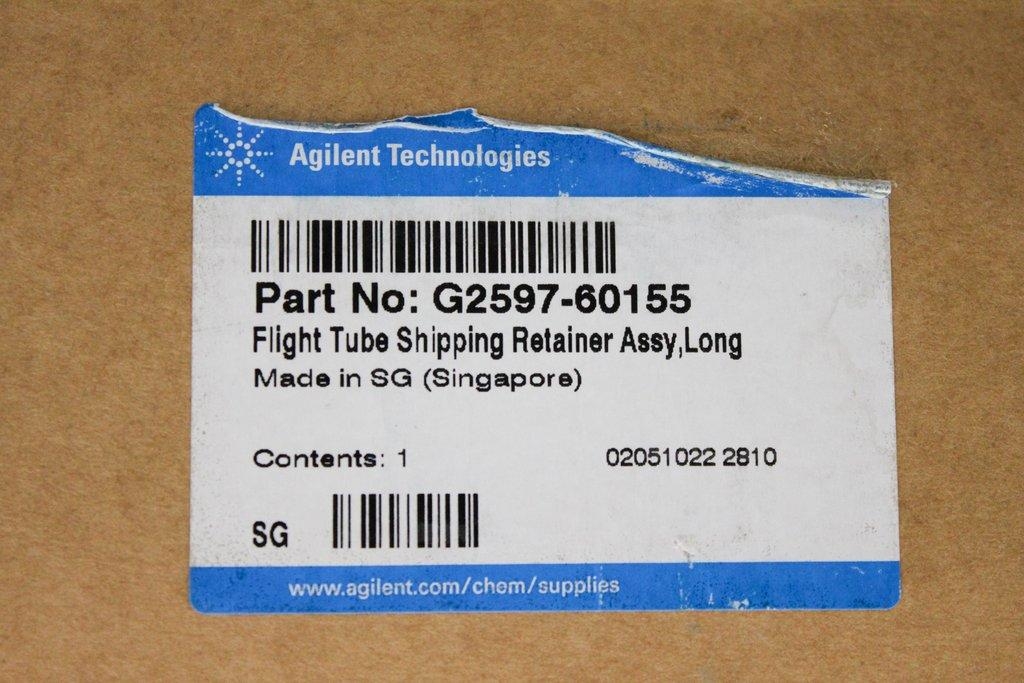 Agilent Technologies
Part No: G2597-60155
Flight Tube Shipping Retainer Assy,Long
Made in SG (Singapore)
Contents: 1 02051022 2810
SG
www.agilent.com/chem/supplies